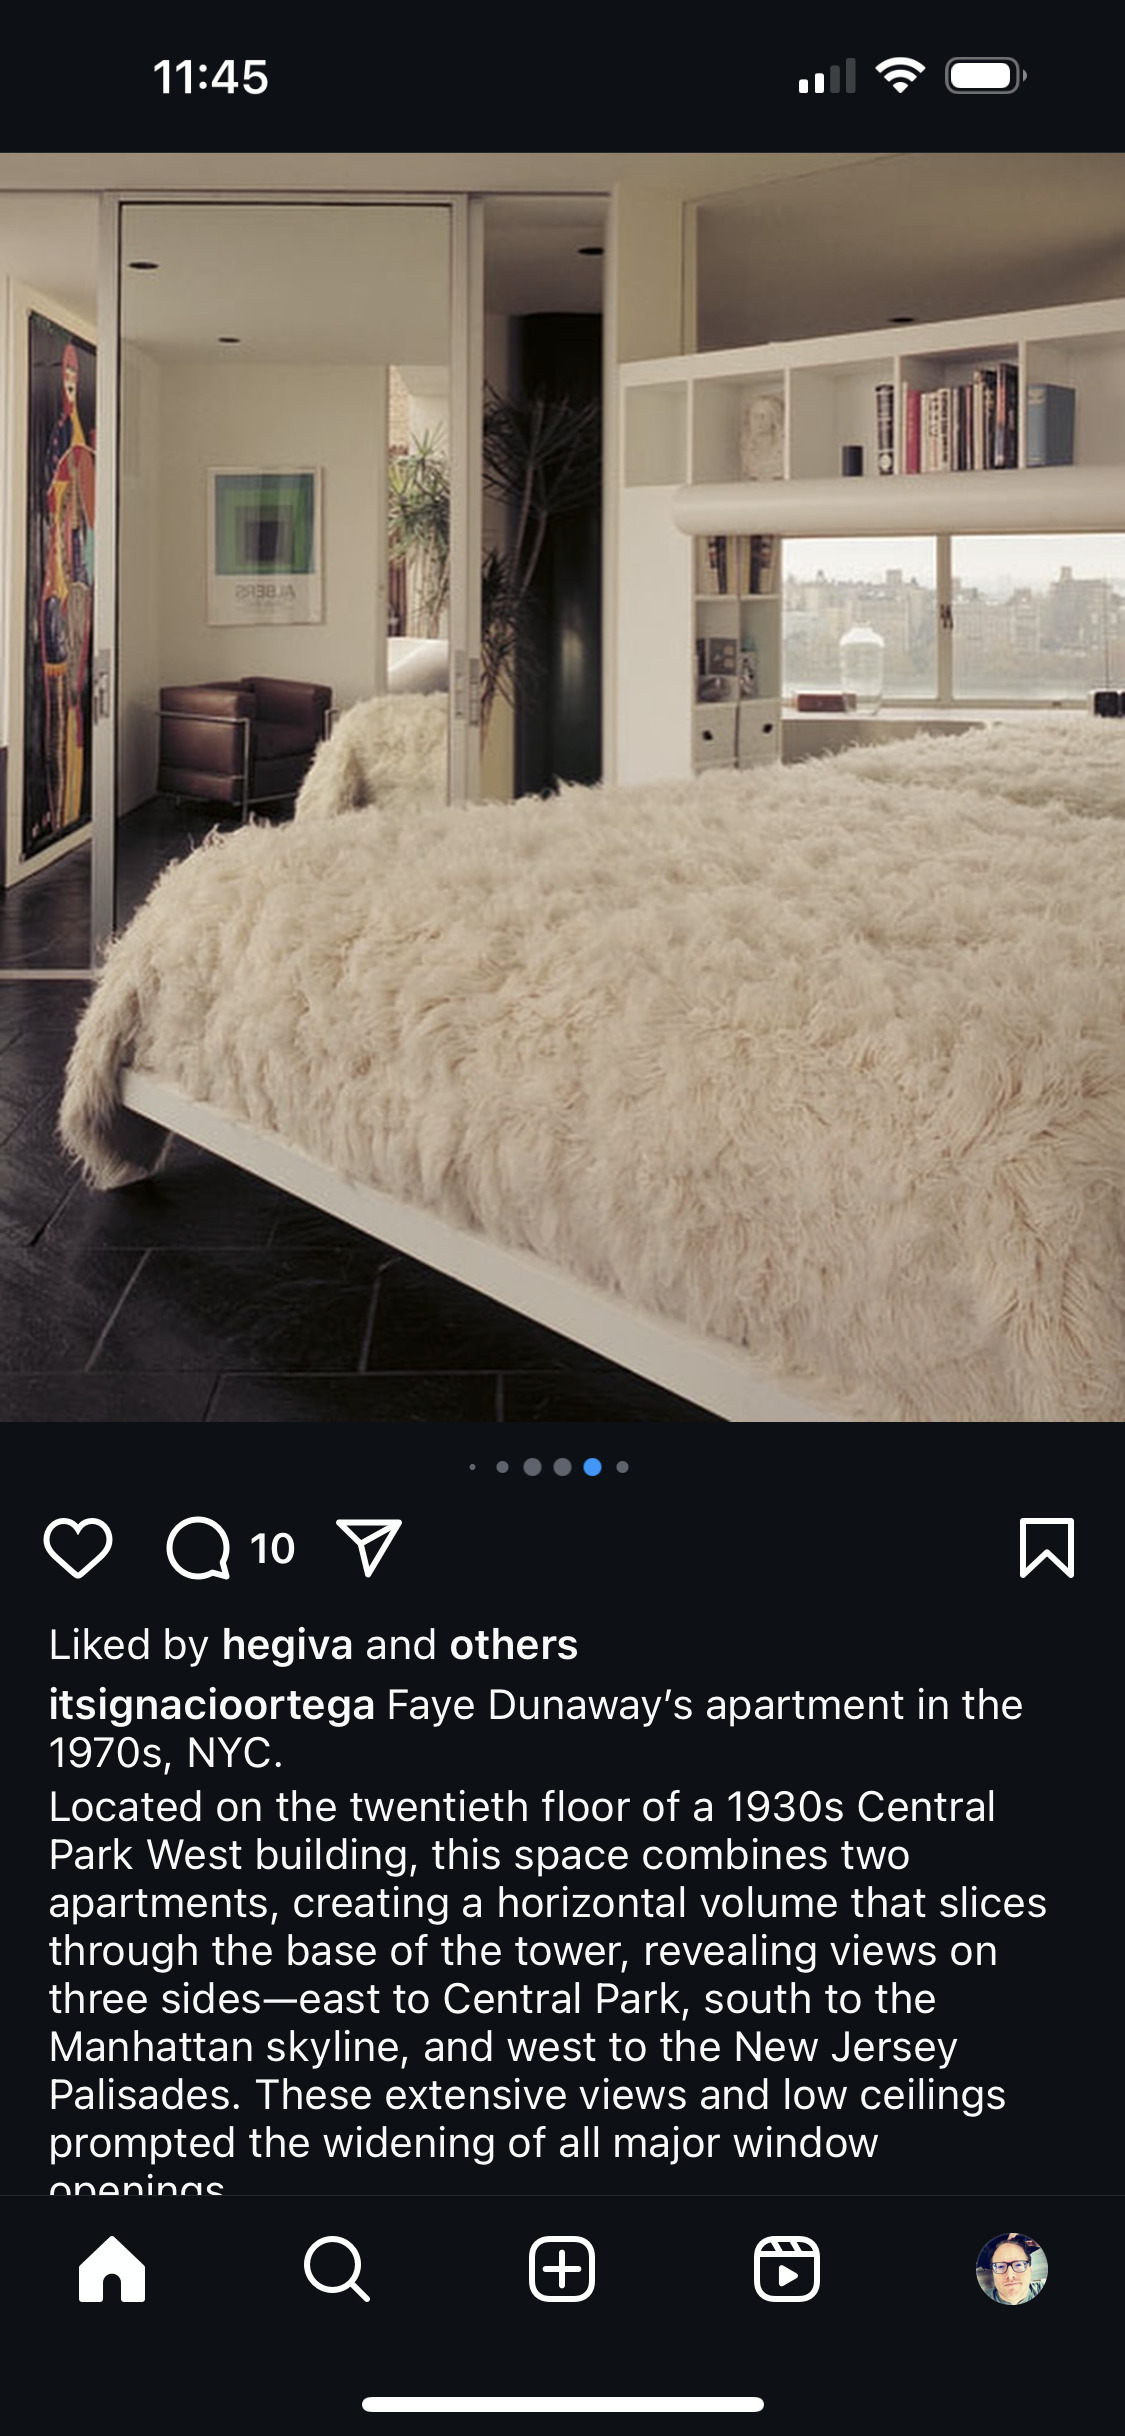 11:45
ALBERS
10
Liked by hegiva and others
itsignacioortega Faye Dunaway’s apartment in the
1970s, NYC.
Located on the twentieth floor of a 1930s Central
Park West building, this space combines two
apartments, creating a horizontal volume that slices
through the base of the tower, revealing views on
three sides—east to Central Park, south to the
Manhattan skyline, and west to the New Jersey
Palisades. These extensive views and low ceilings
prompted the widening of all major window
openings.